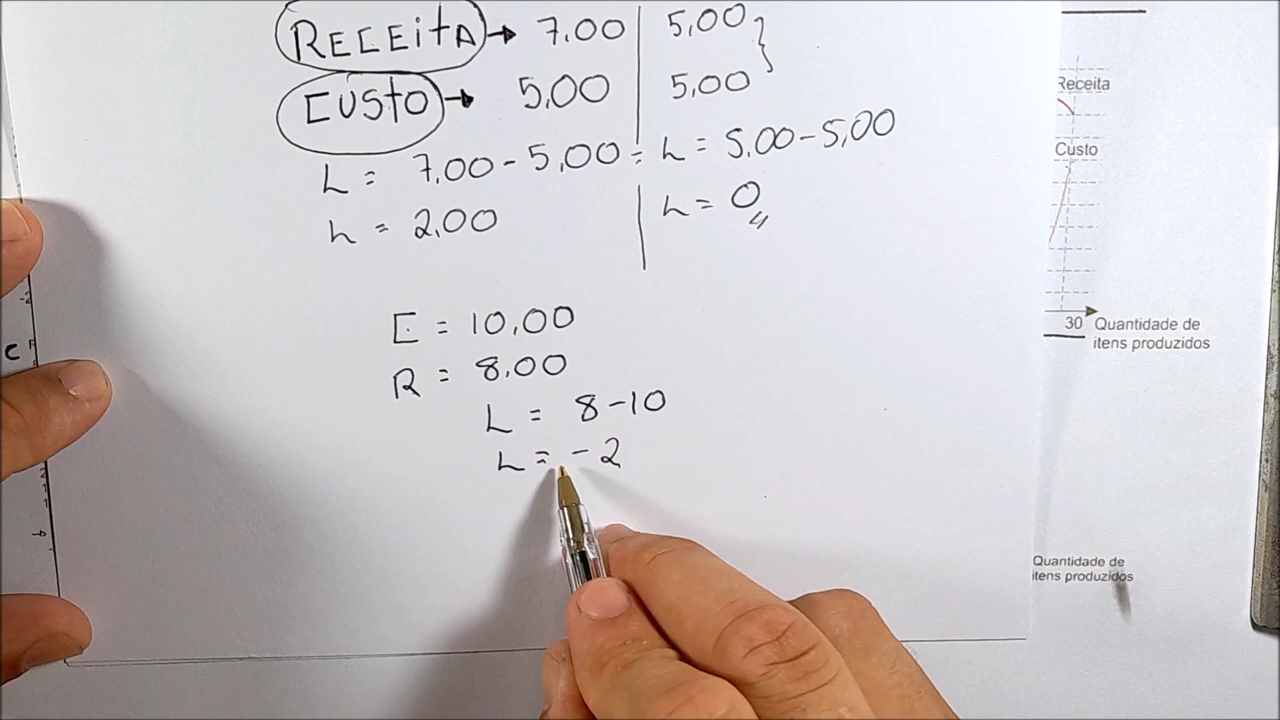 RECEITA → 7,00 | 5,00
CUSTO → 5,00 | 5,00
L = 7,00 - 5,00 = L = 5,00 - 5,00
L = 2,00 | L = 0
C = 10,00
R = 8,00
L = 8 - 10
L = - 2
Receita
Custo
30 Quantidade de
itens produzidos
Quantidade de
itens produzidos
C
-2